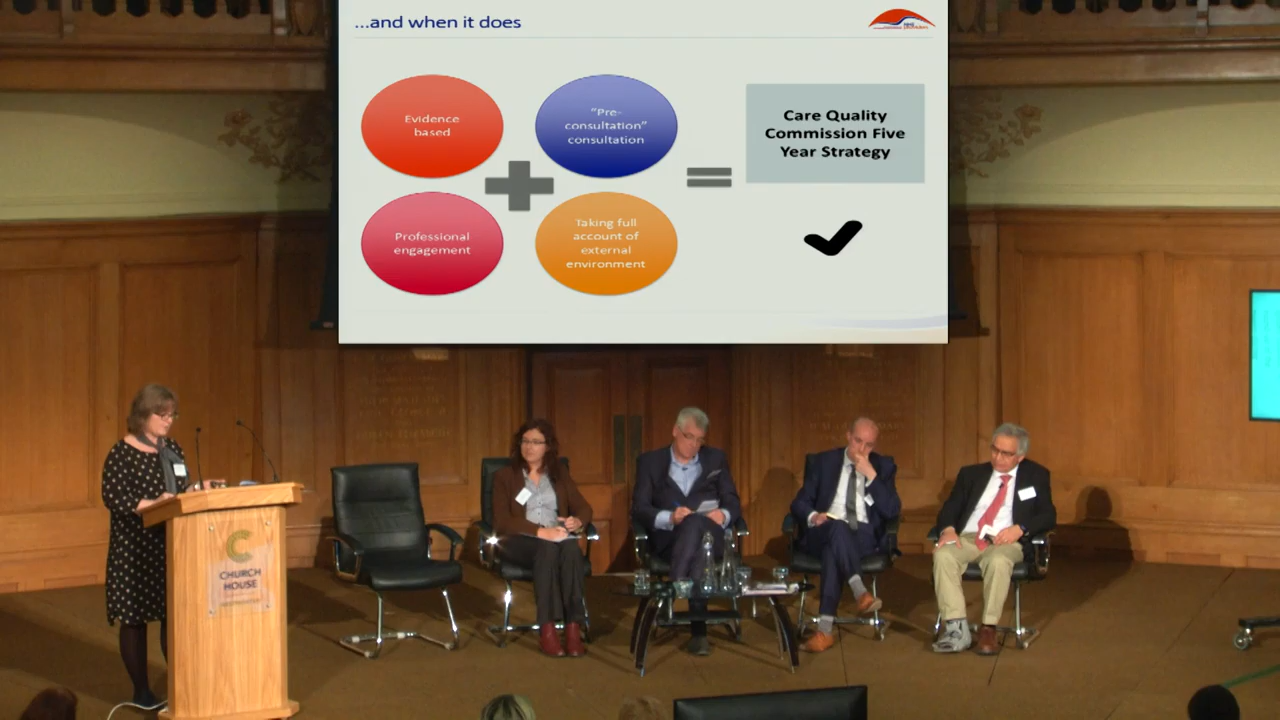 ...and when it does
Evidence
based
"Pre-
consultation"
consultation
Professional
engagement
Taking full
account of
external
environment
Care Quality
Commission Five
Year Strategy
C
CHURCH
HOUSE